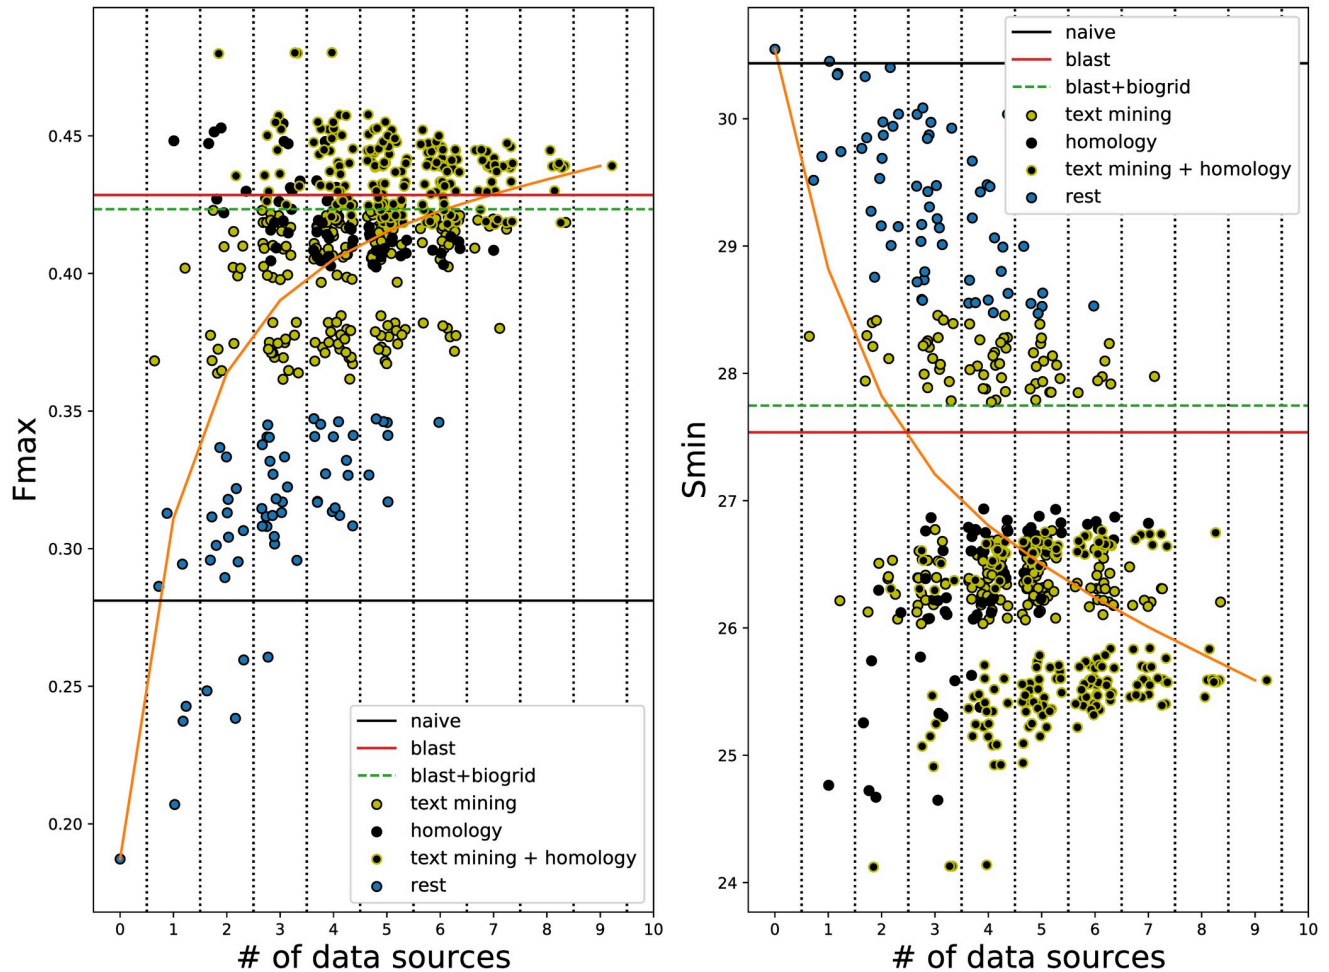 Fmax
0.45
0.40
0.35
0.30
0.25
0.20
naive
blast
blast+biogrid
text mining
homology
text mining + homology
rest
0 1 2 3 4 5 6 7 8 9 10
# of data sources
Smin
30
29
28
27
26
25
24
naive
blast
blast+biogrid
text mining
homology
text mining + homology
rest
0 1 2 3 4 5 6 7 8 9 10
# of data sources